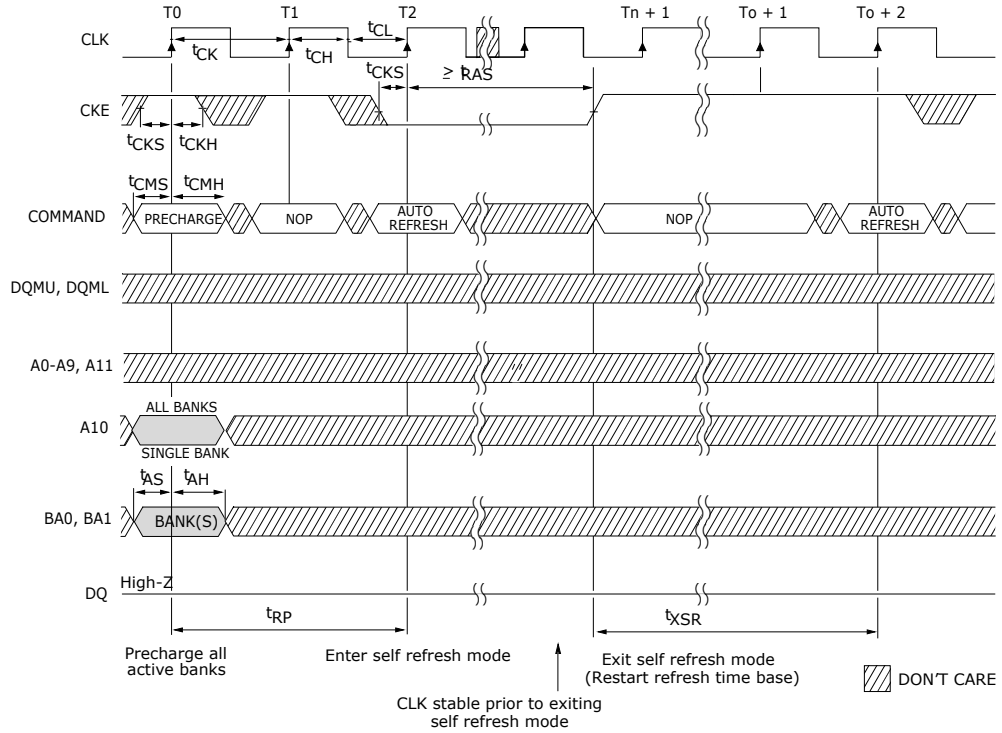 T0 T1 T2 Tn + 1 To + 1 To + 2
CLK
tCK tCH tCL
tCKS ≥ tRAS
CKE
tCKS tCKH
tCMS tCMH
COMMAND PRECHARGE NOP AUTO REFRESH NOP AUTO REFRESH
DQMU, DQML
A0-A9, A11
ALL BANKS
A10
SINGLE BANK
tAS tAH
BA0, BA1 BANK(S)
High-Z
DQ
tRP tXSR
Precharge all
active banks
Enter self refresh mode
Exit self refresh mode
(Restart refresh time base)
DON'T CARE
CLK stable prior to exiting
self refresh mode